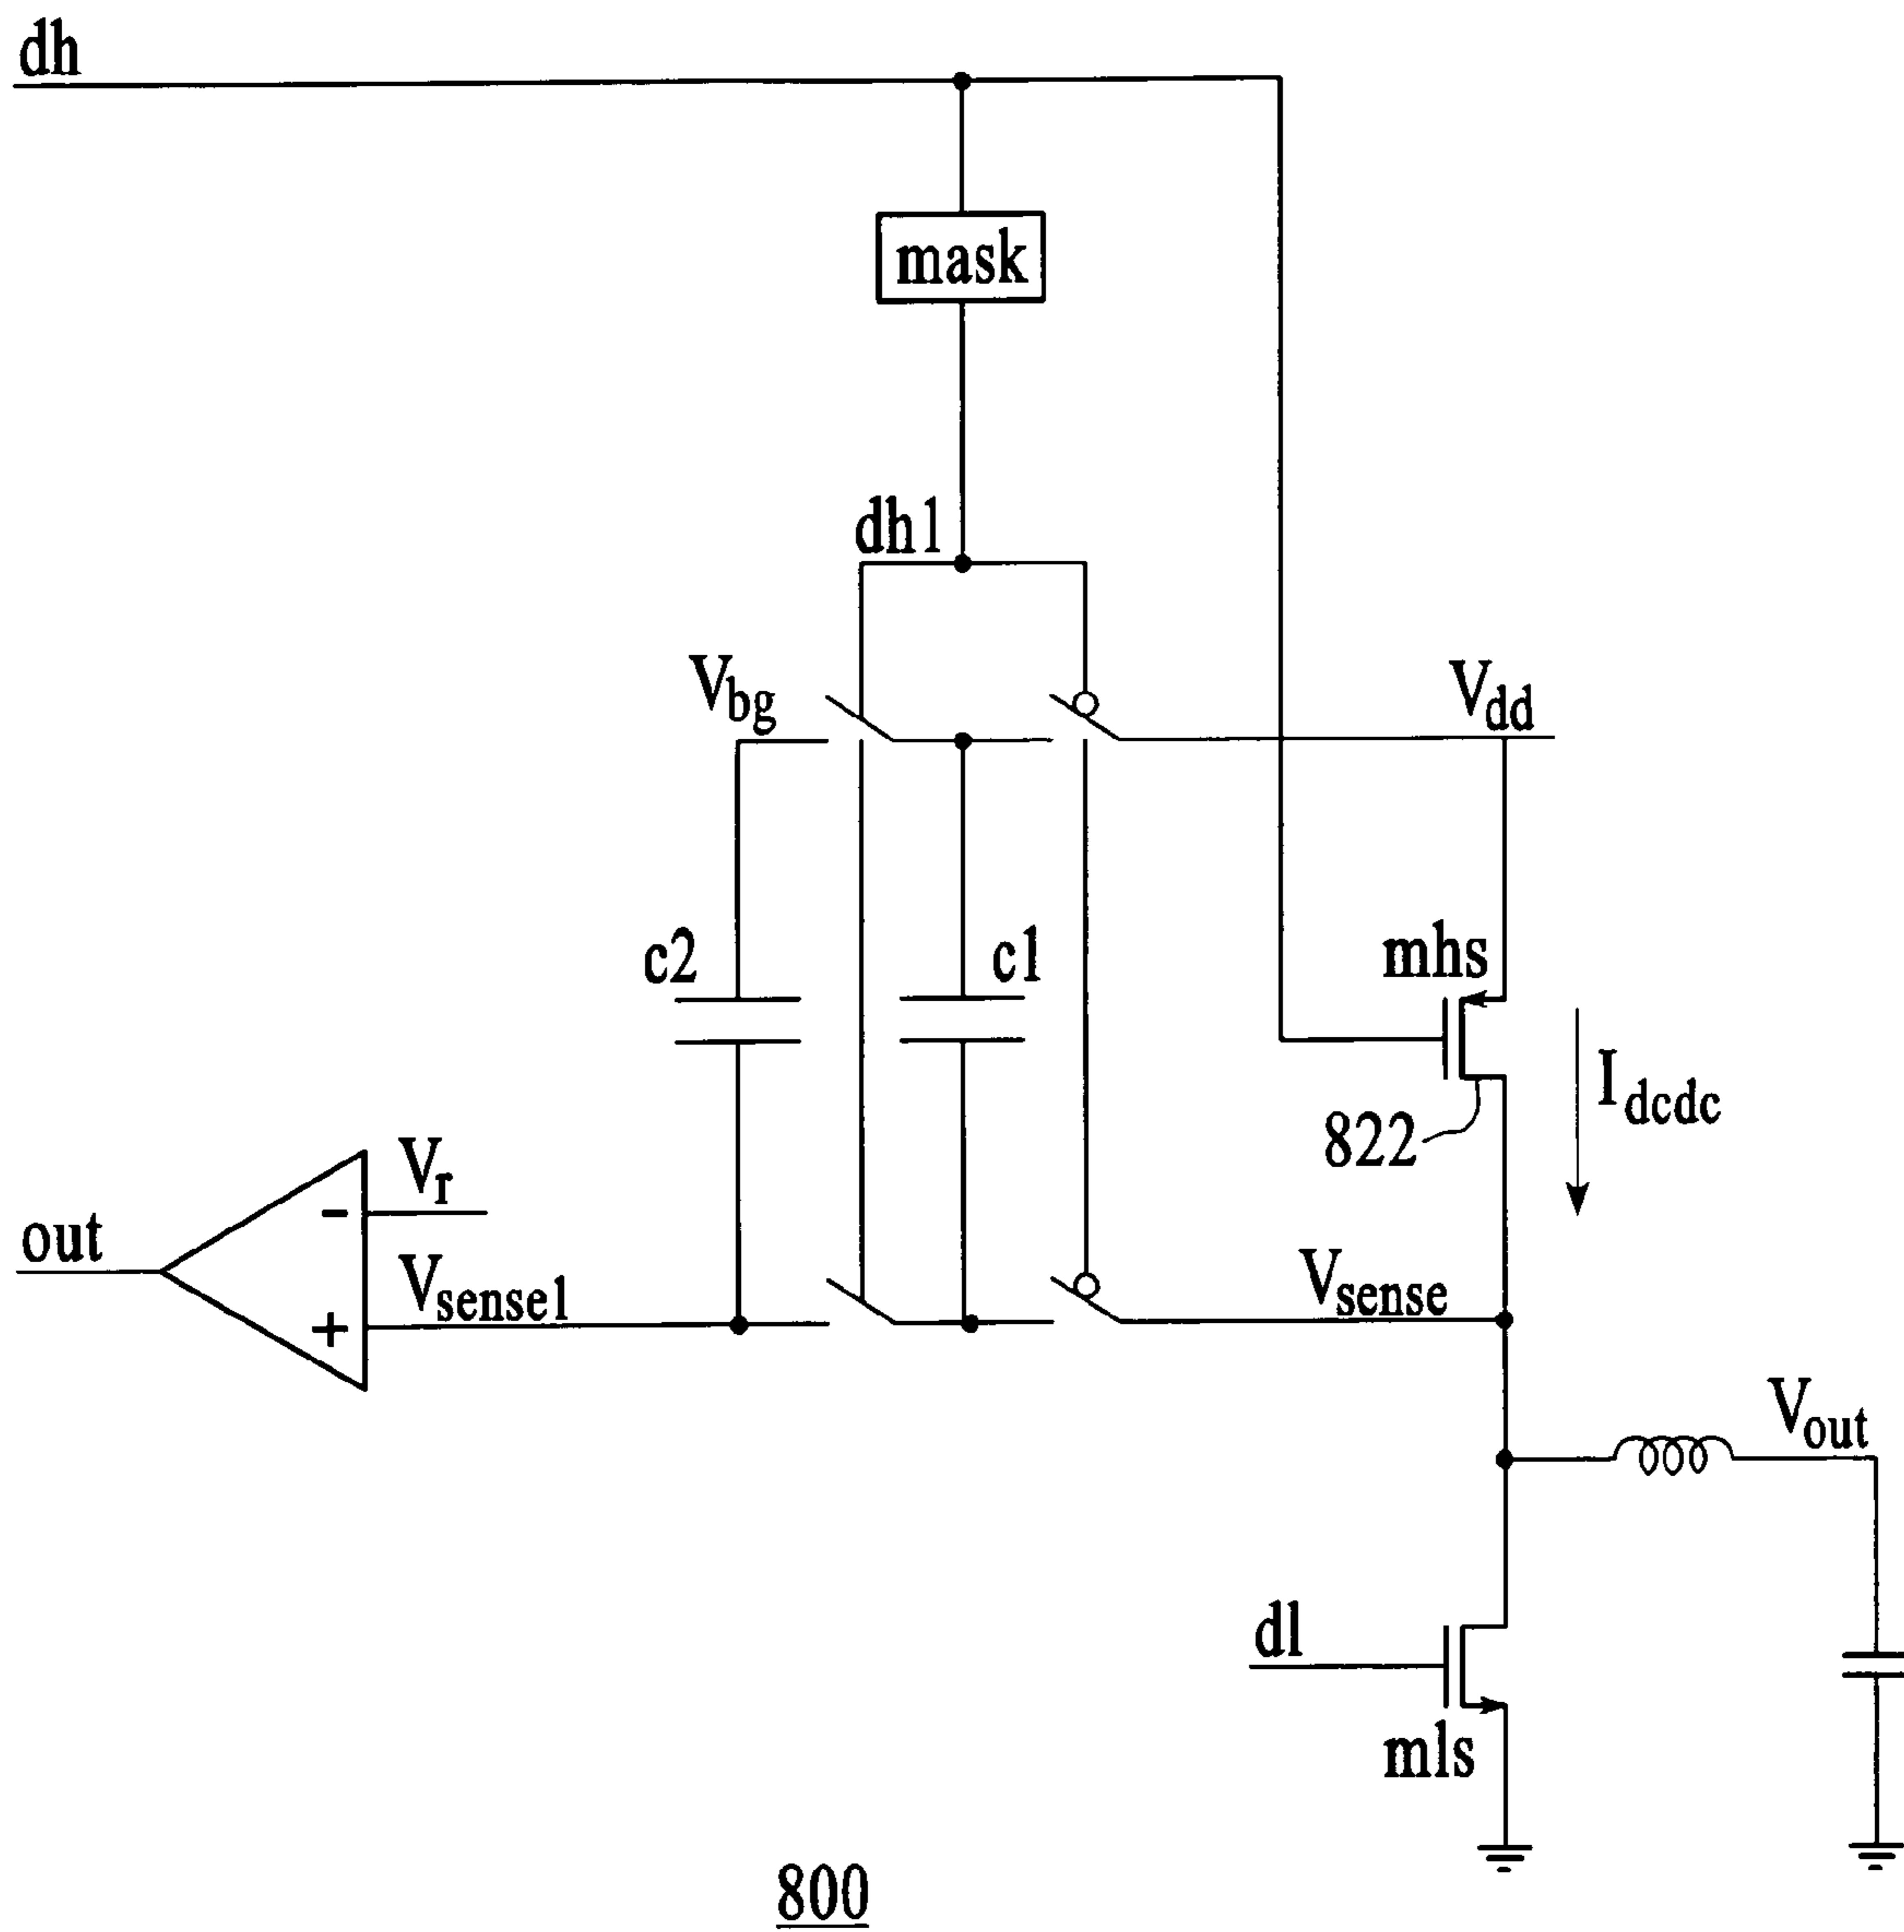 dh
mask
dh1
Vbg
Vdd
c2
c1
mhs
Idcdc
822
Vr
-
out
Vsense1
+
Vsense
Vout
dl
mls
800